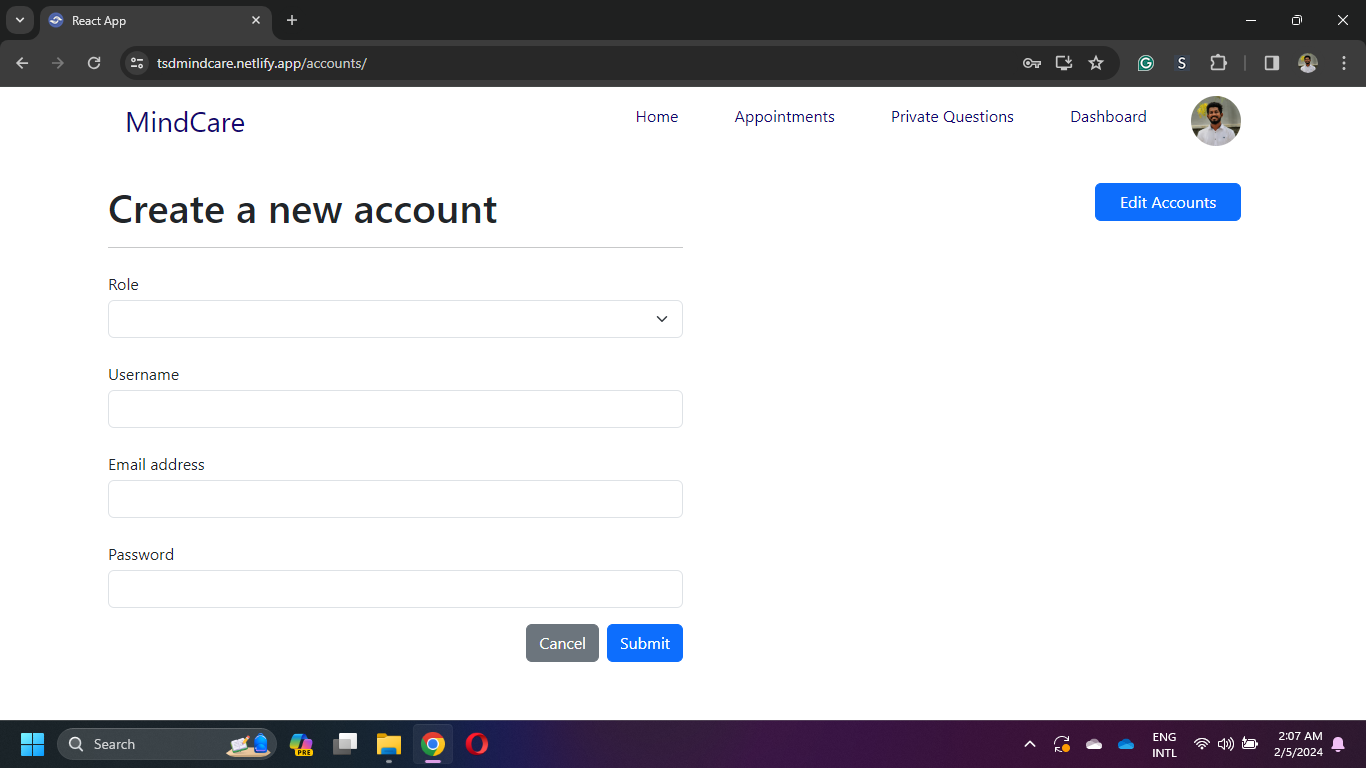 React App
tsdmindcare.netlify.app/accounts/
S
MindCare
Home
Appointments
Private Questions
Dashboard
Create a new account
Edit Accounts
Role
Username
Email address
Password
Cancel
Submit
Search
PRE
ENG
INTL
2:07 AM
2/5/2024